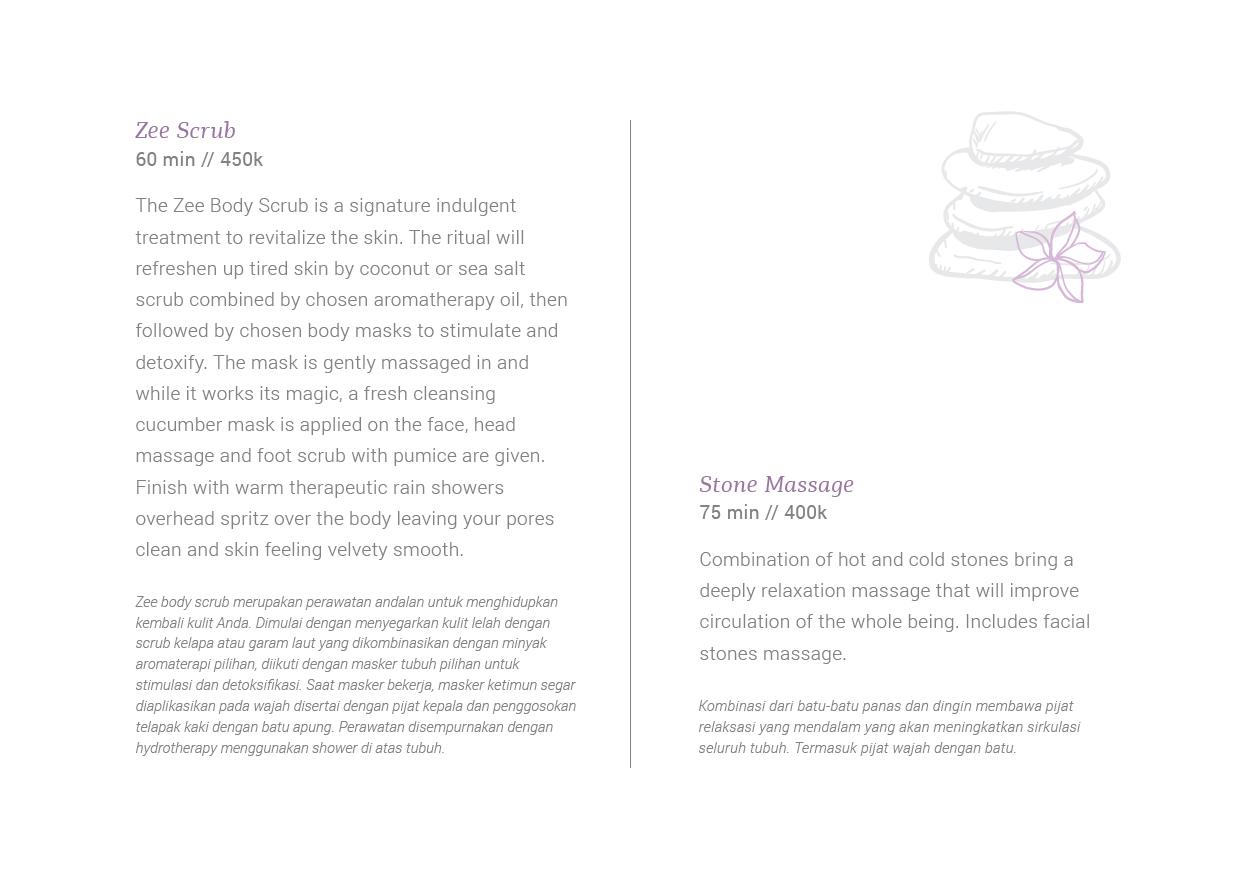 Zee Scrub
60 min // 450k
The Zee Body Scrub is a signature indulgent
treatment to revitalize the skin. The ritual will
refreshen up tired skin by coconut or sea salt
scrub combined by chosen aromatherapy oil, then
followed by chosen body masks to stimulate and
detoxify. The mask is gently massaged in and
while it works its magic, a fresh cleansing
cucumber mask is applied on the face, head
massage and foot scrub with pumice are given.
Finish with warm therapeutic rain showers
overhead spritz over the body leaving your pores
clean and skin feeling velvety smooth.
Zee body scrub merupakan perawatan andalan untuk menghidupkan
kembali kulit Anda. Dimulai dengan menyegarkan kulit lelah dengan
scrub kelapa atau garam laut yang dikombinasikan dengan minyak
aromaterapi pilihan, diikuti dengan masker tubuh pilihan untuk
stimulasi dan detoksifikasi. Saat masker bekerja, masker ketimun segar
diaplikasikan pada wajah disertai dengan pijat kepala dan penggosokan
telapak kaki dengan batu apung. Perawatan disempurnakan dengan
hydrotherapy menggunakan shower di atas tubuh.
Stone Massage
75 min // 400k
Combination of hot and cold stones bring a
deeply relaxation massage that will improve
circulation of the whole being. Includes facial
stones massage.
Kombinasi dari batu-batu panas dan dingin membawa pijat
relaksasi yang mendalam yang akan meningkatkan sirkulasi
seluruh tubuh. Termasuk pijat wajah dengan batu.